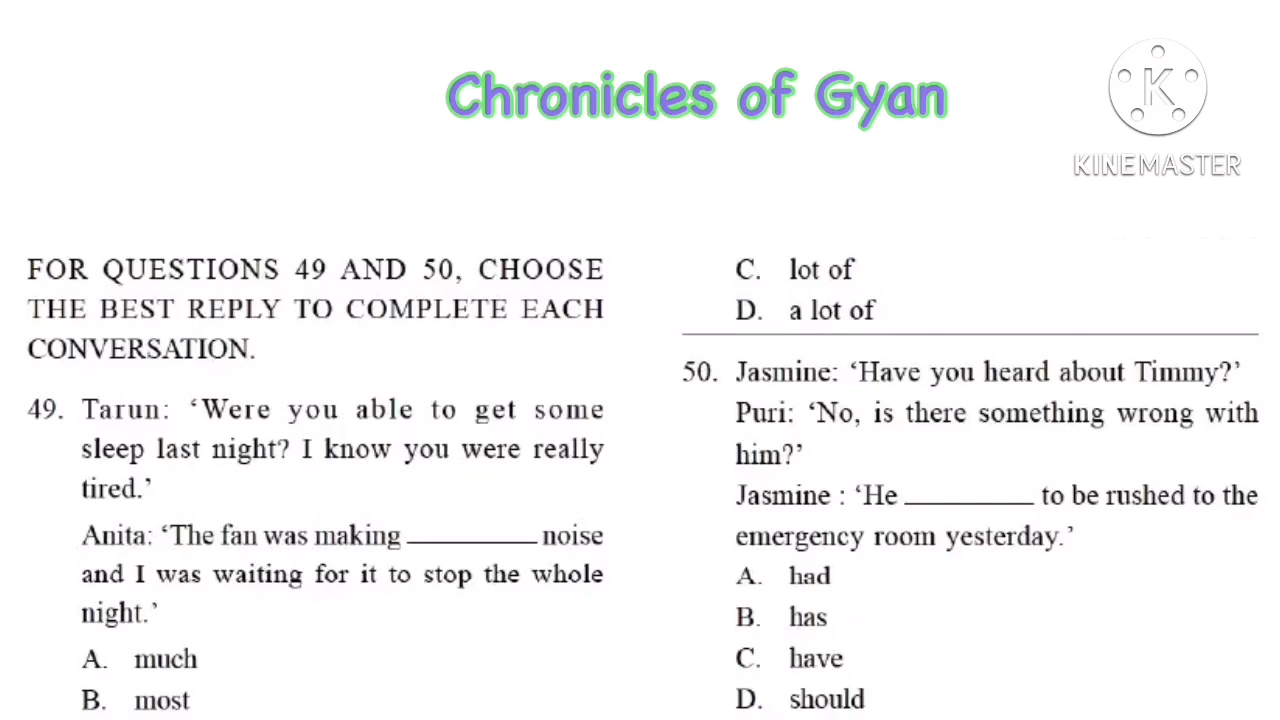 Chronicles of Gyan
K
KINEMASTER
FOR QUESTIONS 49 AND 50, CHOOSE
THE BEST REPLY TO COMPLETE EACH
CONVERSATION.
49. Tarun: ‘Were you able to get some
sleep last night? I know you were really
tired.’
Anita: ‘The fan was making _________ noise
and I was waiting for it to stop the whole
night.’
A. much
B. most
C. lot of
D. a lot of
50. Jasmine: ‘Have you heard about Timmy?’
Puri: ‘No, is there something wrong with
him?’
Jasmine : ‘He _________ to be rushed to the
emergency room yesterday.’
A. had
B. has
C. have
D. should